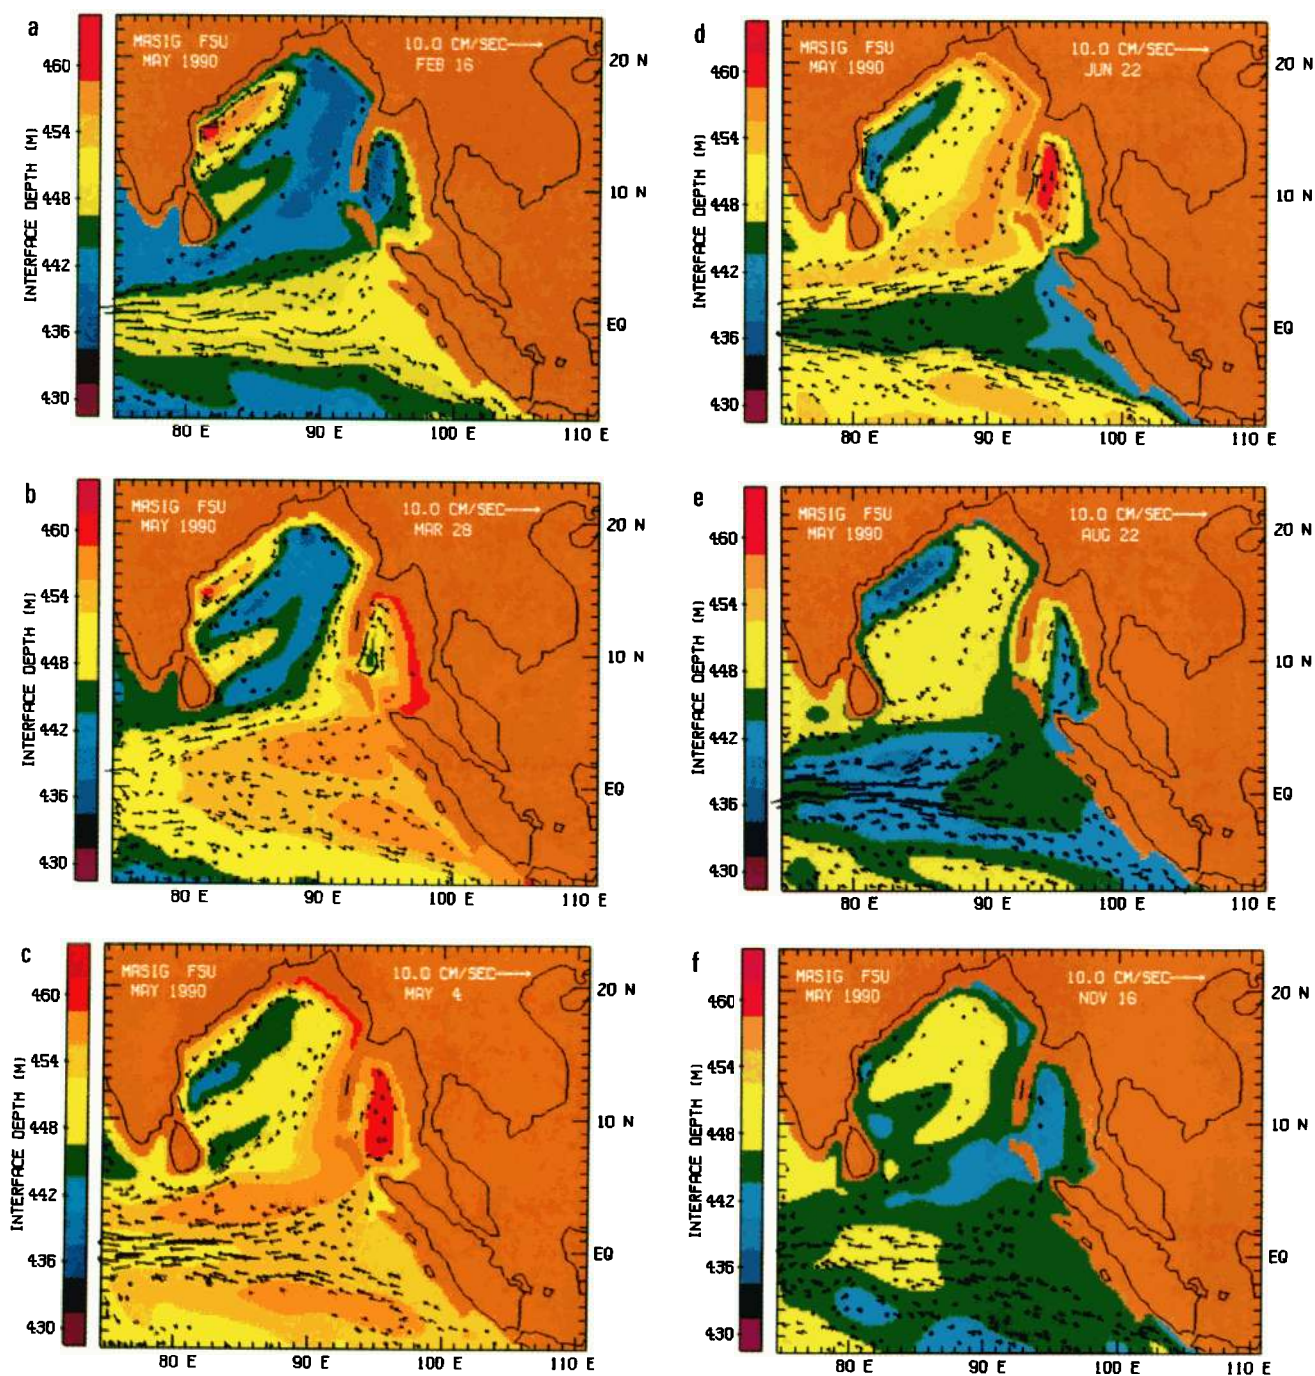 a
MASIG FSU
MAY 1990
10.0 CM/SEC
FEB 16
INTERFACE DEPTH (M)
460
454
448
442
436
430
20 N
10 N
EQ
80 E
90 E
100 E
110 E
b
MASIG FSU
MAY 1990
10.0 CM/SEC
MAR 28
INTERFACE DEPTH (M)
460
454
448
442
436
430
20 N
10 N
EQ
80 E
90 E
100 E
110 E
c
MASIG FSU
MAY 1990
10.0 CM/SEC
MAY 4
INTERFACE DEPTH (M)
460
454
448
442
436
430
20 N
10 N
EQ
80 E
90 E
100 E
110 E
d
MASIG FSU
MAY 1990
10.0 CM/SEC
JUN 22
INTERFACE DEPTH (M)
460
454
448
442
436
430
20 N
10 N
EQ
80 E
90 E
100 E
110 E
e
MASIG FSU
MAY 1990
10.0 CM/SEC
AUG 22
INTERFACE DEPTH (M)
460
454
448
442
436
430
20 N
10 N
EQ
80 E
90 E
100 E
110 E
f
MASIG FSU
MAY 1990
10.0 CM/SEC
NOV 16
INTERFACE DEPTH (M)
460
454
448
442
436
430
20 N
10 N
EQ
80 E
90 E
100 E
110 E